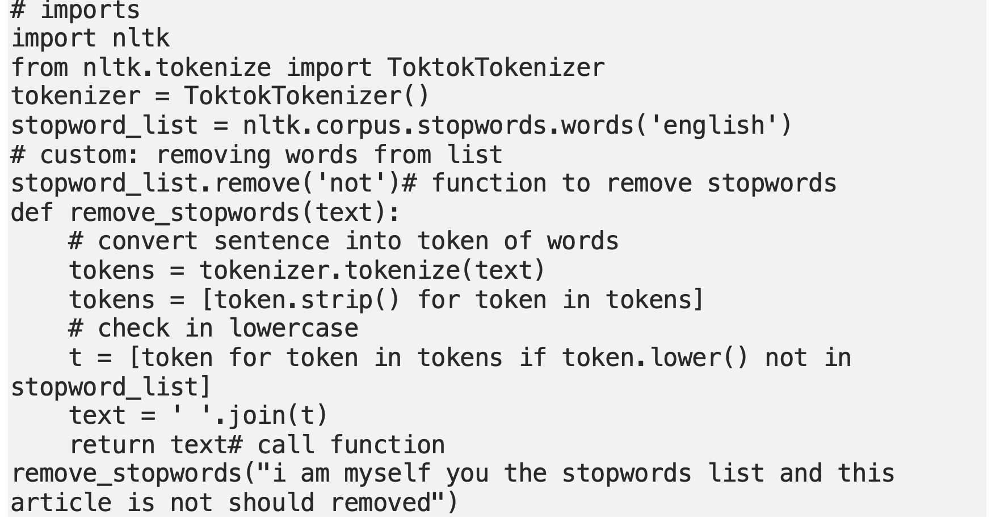 # imports
import nltk
from nltk.tokenize import ToktokTokenizer
tokenizer = ToktokTokenizer()
stopword_list = nltk.corpus.stopwords.words('english')
# custom: removing words from list
stopword_list.remove('not')# function to remove stopwords
def remove_stopwords(text):
    # convert sentence into token of words
    tokens = tokenizer.tokenize(text)
    tokens = [token.strip() for token in tokens]
    # check in lowercase
    t = [token for token in tokens if token.lower() not in
stopword_list]
    text = ' '.join(t)
    return text# call function
remove_stopwords("i am myself you the stopwords list and this
article is not should removed")